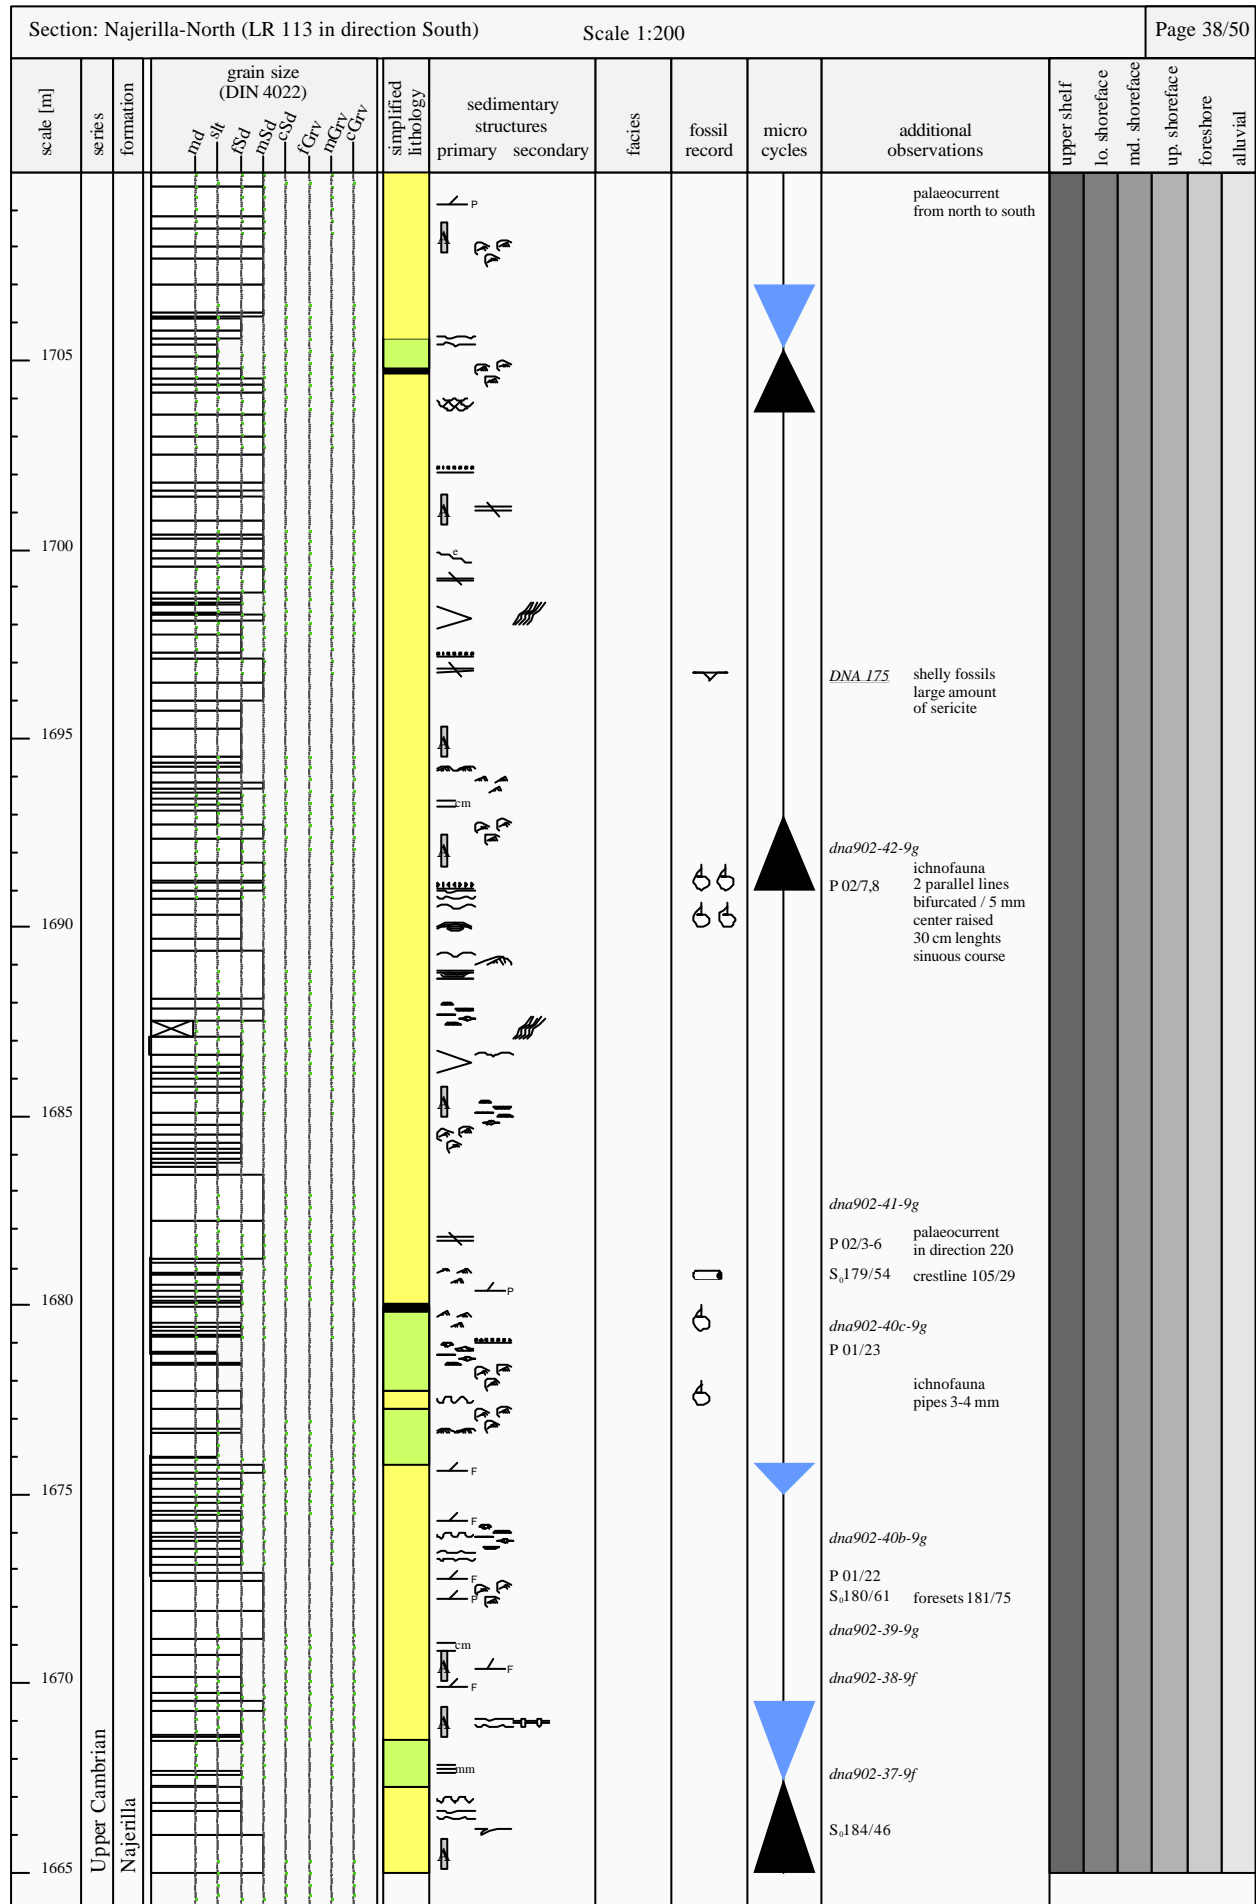 Section: Najerilla-North (LR 113 in direction South) Scale 1:200 Page 38/50
scale [m]
series
formation
grain size
(DIN 4022)
md
slt
fSd
mSd
cSd
fGrv
mGrv
cGrv
simplified
lithology
sedimentary
structures
primary secondary
facies
fossil
record
micro
cycles
additional
observations
upper shelf
lo. shoreface
md. shoreface
up. shoreface
foreshore
alluvial
palaeocurrent
from north to south
P
A
1705
A
1700
e
DNA 175 shelly fossils
large amount
of sericite
1695
A
cm
A
dna902-42-9g
ichnofauna
P 02/7,8 2 parallel lines
bifurcated / 5 mm
center raised
30 cm lenghts
sinuous course
1690
1685
A
dna902-41-9g
palaeocurrent
P 02/3-6 in direction 220
S0179/54 crestline 105/29
P
1680
dna902-40c-9g
P 01/23
ichnofauna
pipes 3-4 mm
F
1675
F
dna902-40b-9g
P 01/22
F
S0180/61 foresets 181/75
P
dna902-39-9g
cm
A
F
dna902-38-9f
1670
F
A
mm
dna902-37-9f
S0184/46
A
1665
Upper Cambrian
Najerilla